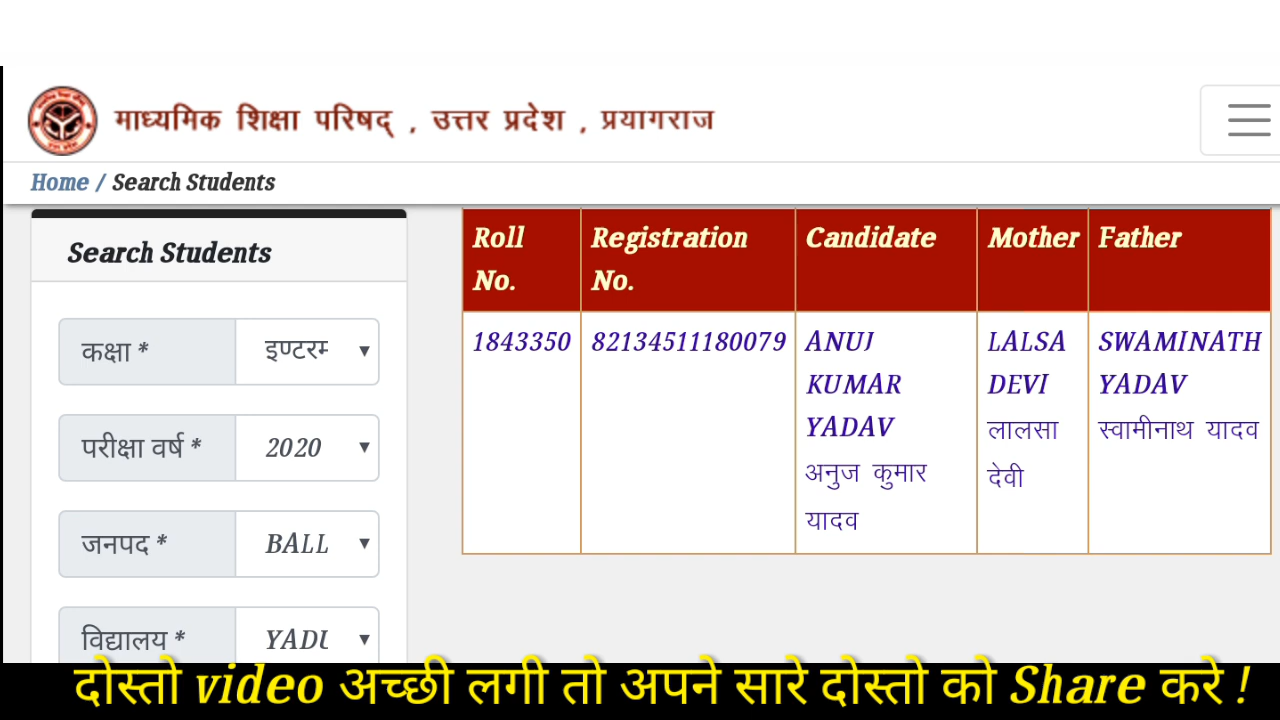 माध्यमिक शिक्षा परिषद् , उत्तर प्रदेश , प्रयागराज
Home / Search Students
Search Students
कक्षा * इण्टरम
परीक्षा वर्ष * 2020
जनपद * BALL
विद्यालय * YADU
Roll No. Registration No. Candidate Mother Father
1843350 82134511180079 ANUJ LALSA SWAMINATH
KUMAR DEVI YADAV
YADAV लालसा स्वामीनाथ यादव
अनुज कुमार देवी
यादव
दोस्तो video अच्छी लगी तो अपने सारे दोस्तो को Share करे !